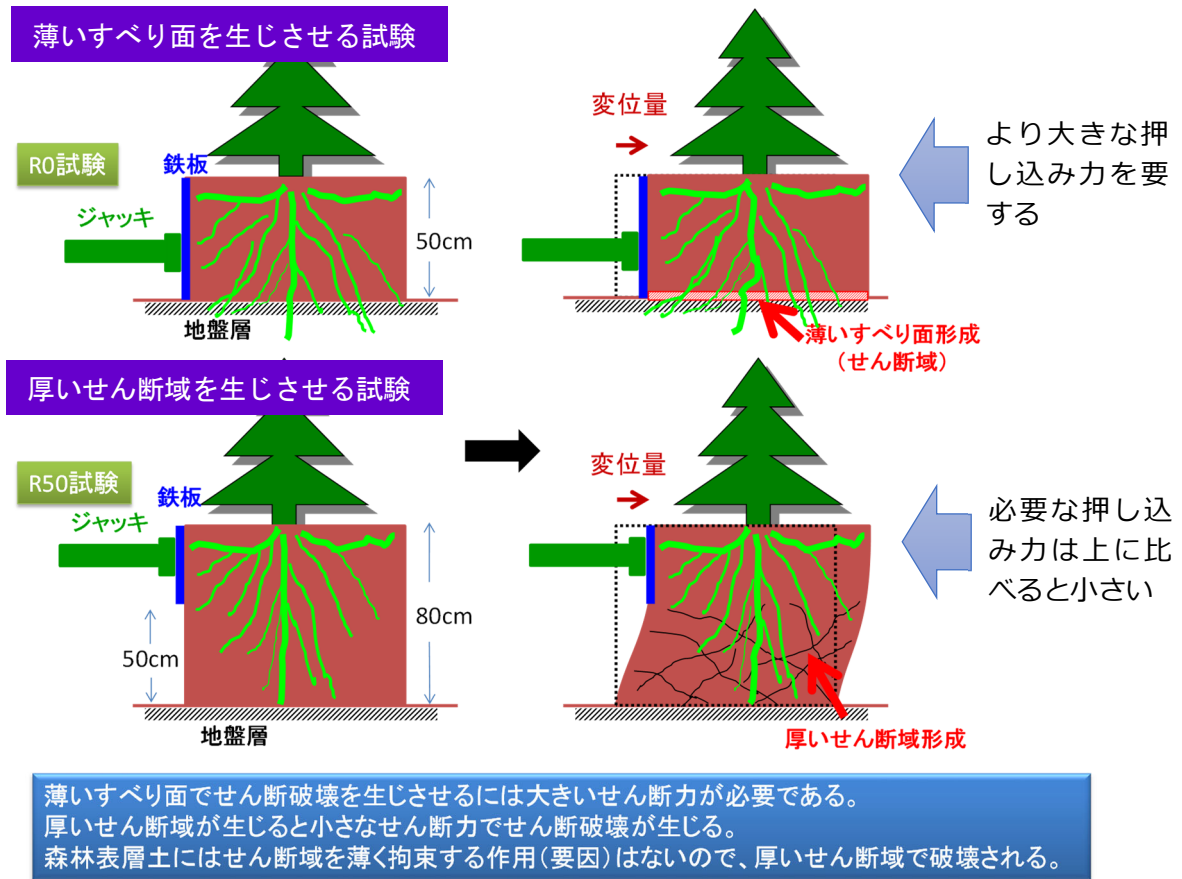 薄いすべり面を生じさせる試験
R0試験
鉄板
ジャッキ
50cm
地盤層
変位量
薄いすべり面形成
（せん断域）
より大きな押
し込み力を要
する
厚いせん断域を生じさせる試験
R50試験
鉄板
ジャッキ
80cm
50cm
地盤層
変位量
厚いせん断域形成
必要な押し込
み力は上に比
べると小さい
薄いすべり面でせん断破壊を生じさせるには大きいせん断力が必要である。
厚いせん断域が生じると小さなせん断力でせん断破壊が生じる。
森林表層土にはせん断域を薄く拘束する作用（要因）はないので、厚いせん断域で破壊される。